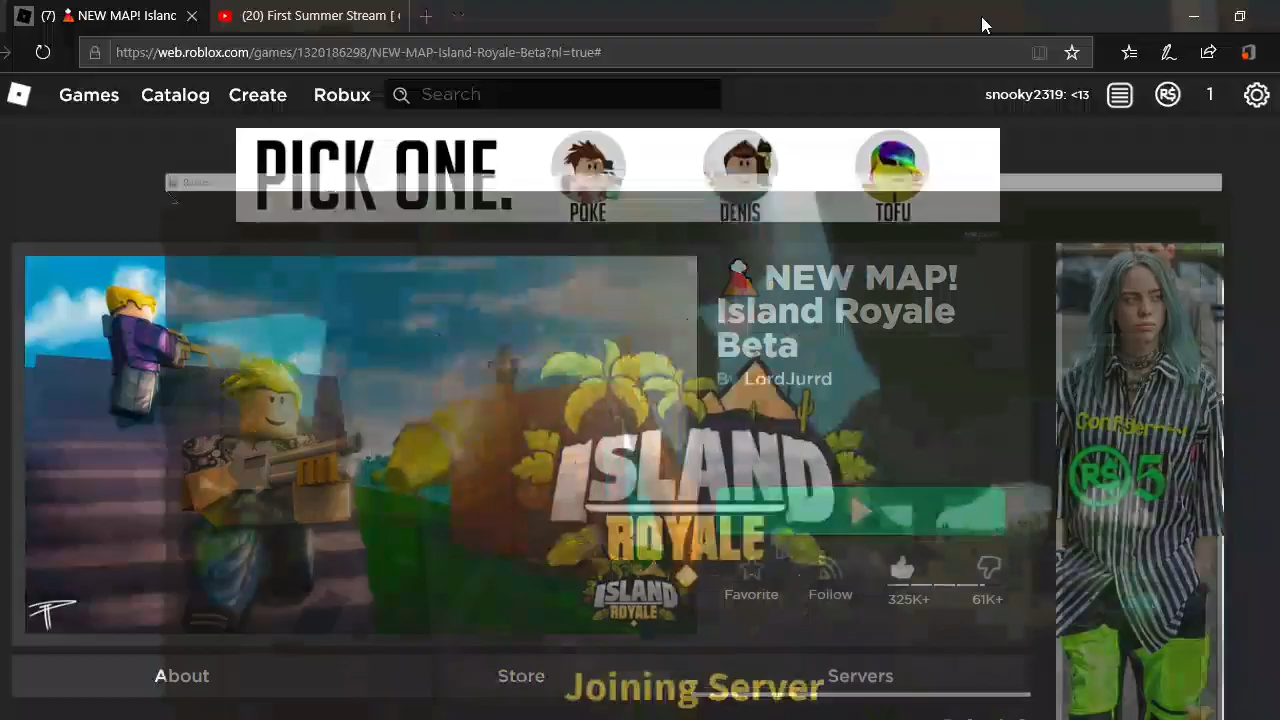 (7) NEW MAP! Islanc
(20) First Summer Stream [
https://web.roblox.com/games/1320186298/NEW-MAP-Island-Royale-Beta?nl=true#
Games Catalog Create Robux Search snooky2319: <13 R$ 1
PICK ONE.
POKE DENIS TOFU
NEW MAP!
Island Royale
Beta
By LordJurrd
ISLAND
ROYALE
ISLAND
ROYALE
R$ 5
Favorite Follow 325K+ 61K+
About Store Servers
Joining Server